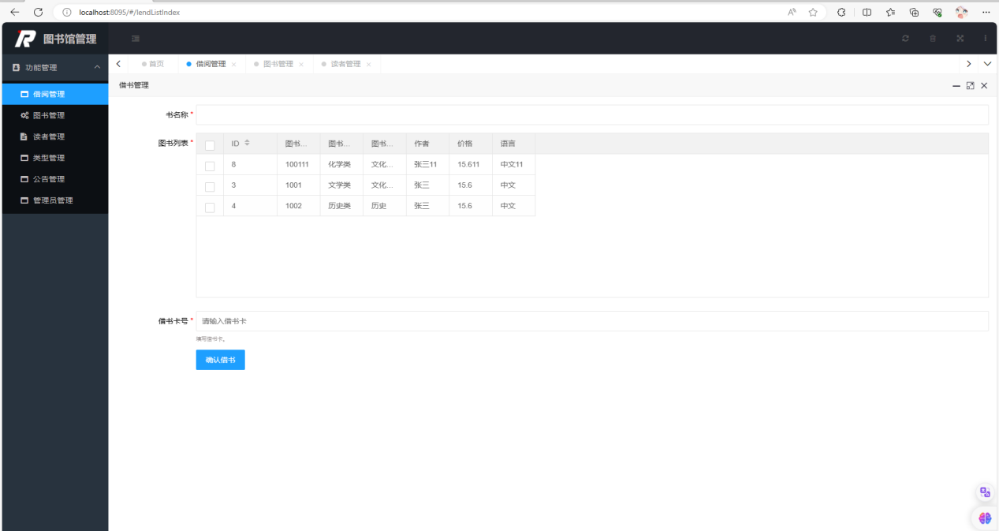 localhost:8095/#/lendListIndex
图书馆管理
功能管理
借阅管理
图书管理
读者管理
类型管理
公告管理
管理员管理
首页 借阅管理 图书管理 读者管理
借书管理
书名称 *
图书列表 *
ID 图书... 图书... 图书... 作者 价格 语言
8 100111 化学类 文化... 张三11 15.611 中文11
3 1001 文学类 文化... 张三 15.6 中文
4 1002 历史类 历史 张三 15.6 中文
借书卡号 * 请输入借书卡
填写借书卡。
确认借书